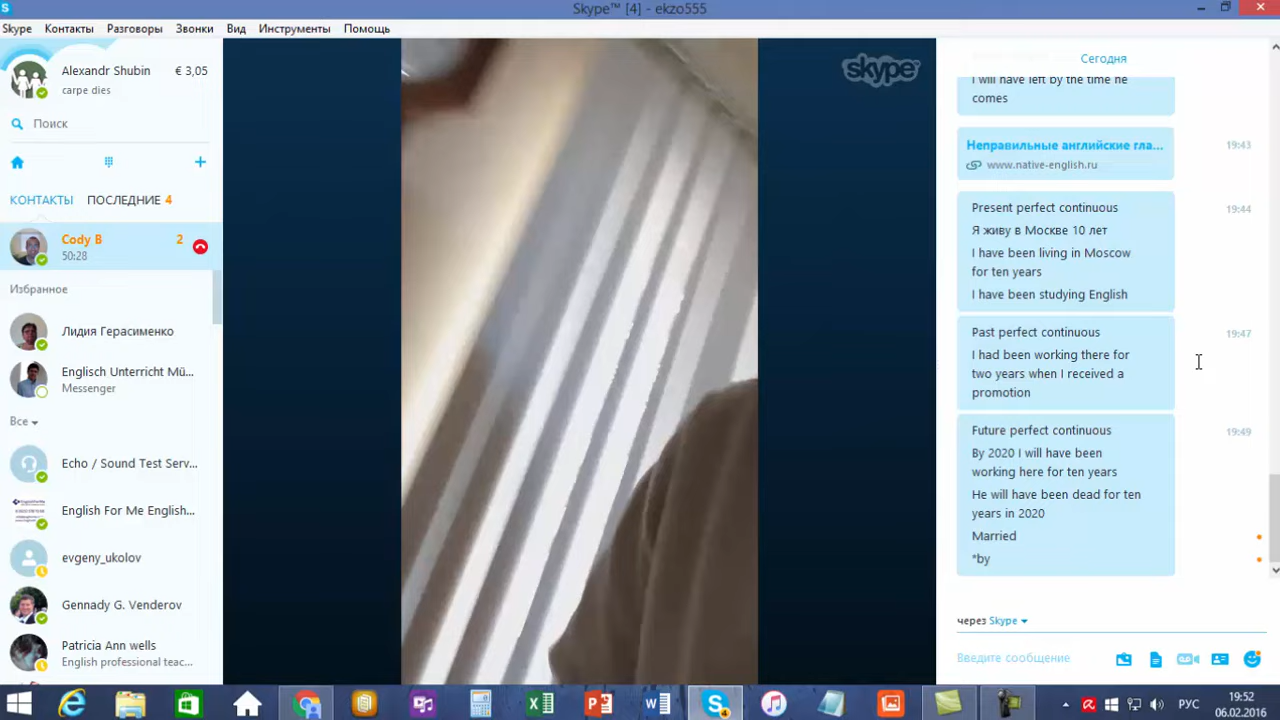 Skype™ [4] - ekzo555
Skype Контакты Разговоры Звонки Вид Инструменты Помощь
Alexandr Shubin € 3,05
carpe dies
Поиск
КОНТАКТЫ ПОСЛЕДНИЕ 4
Cody B 2
50:28
Избранное
Лидия Герасименко
Englisch Unterricht Mü...
Messenger
Все
Echo / Sound Test Serv...
English For Me English...
evgeny_ukolov
Gennady G. Venderov
Patricia Ann wells
English professional teac...
skype
Сегодня
I will have left by the time he
comes
Неправильные английские гла... 19:43
www.native-english.ru
Present perfect continuous 19:44
Я живу в Москве 10 лет
I have been living in Moscow
for ten years
I have been studying English
Past perfect continuous 19:47
I had been working there for
two years when I received a
promotion
Future perfect continuous 19:49
By 2020 I will have been
working here for ten years
He will have been dead for ten
years in 2020
Married
*by
через Skype
Введите сообщение
РУС
19:52
06.02.2016